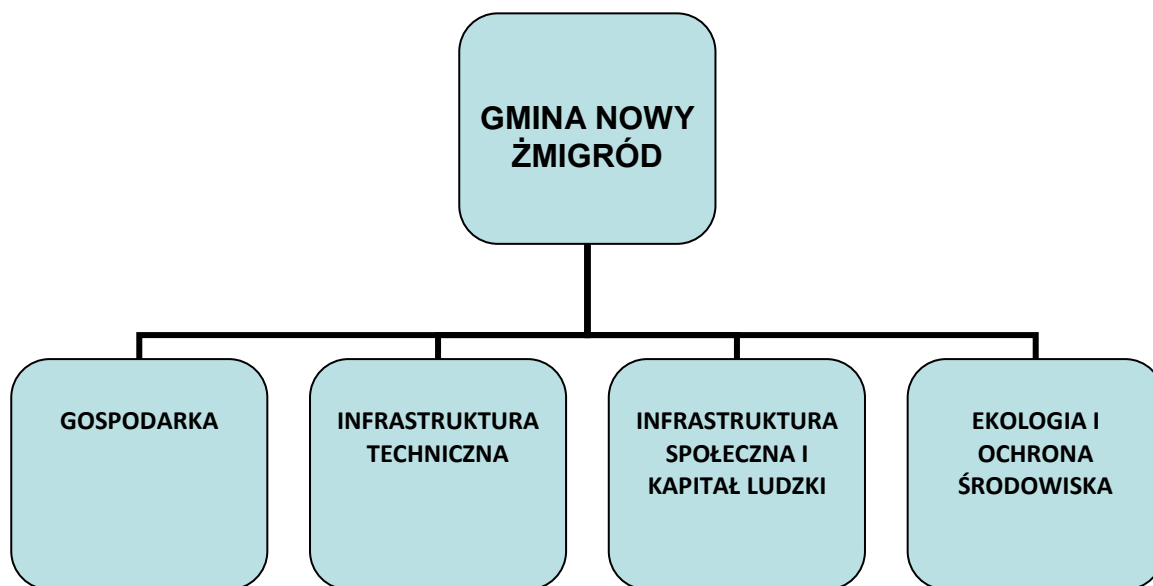 GMINA NOWY
ŻMIGRÓD
GOSPODARKA
INFRASTRUKTURA
TECHNICZNA
INFRASTRUKTURA
SPOŁECZNA I
KAPITAŁ LUDZKI
EKOLOGIA I
OCHRONA
ŚRODOWISKA